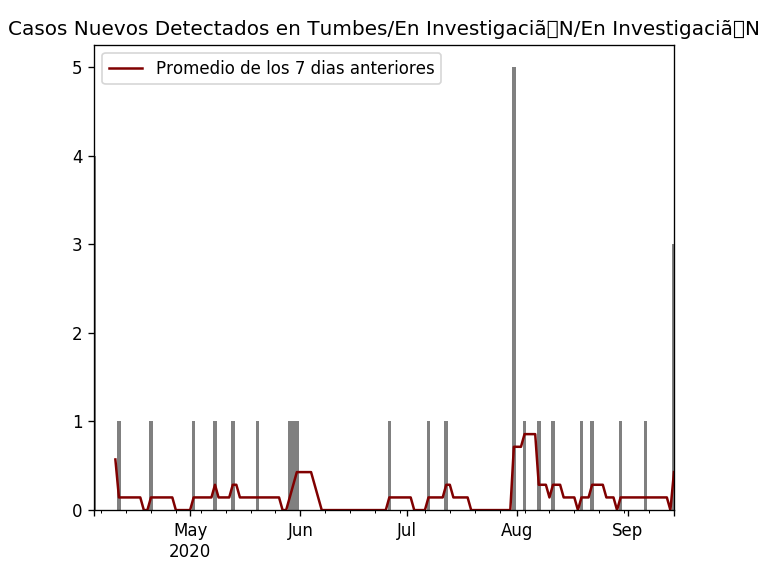 Casos Nuevos Detectados en Tumbes/En Investigaciã�N/En Investigaciã�N
Promedio de los 7 dias anteriores
5
4
3
2
1
0
May Jun Jul Aug Sep
2020